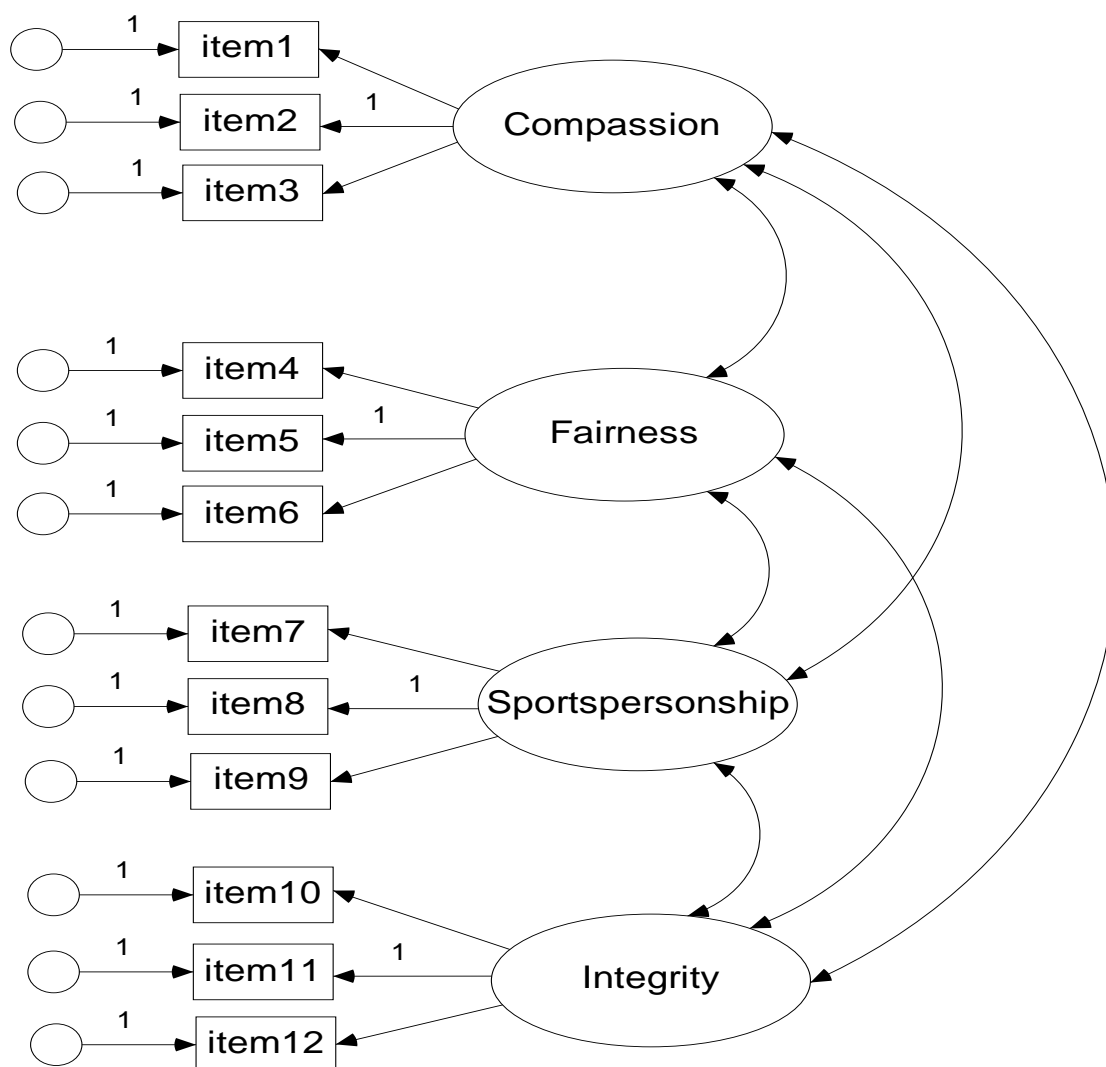 1
item1
1
item2
1
Compassion
1
item3
1
item4
1
item5
1
Fairness
1
item6
1
item7
1
item8
1
Sportspersonship
1
item9
1
item10
1
item11
1
Integrity
1
item12